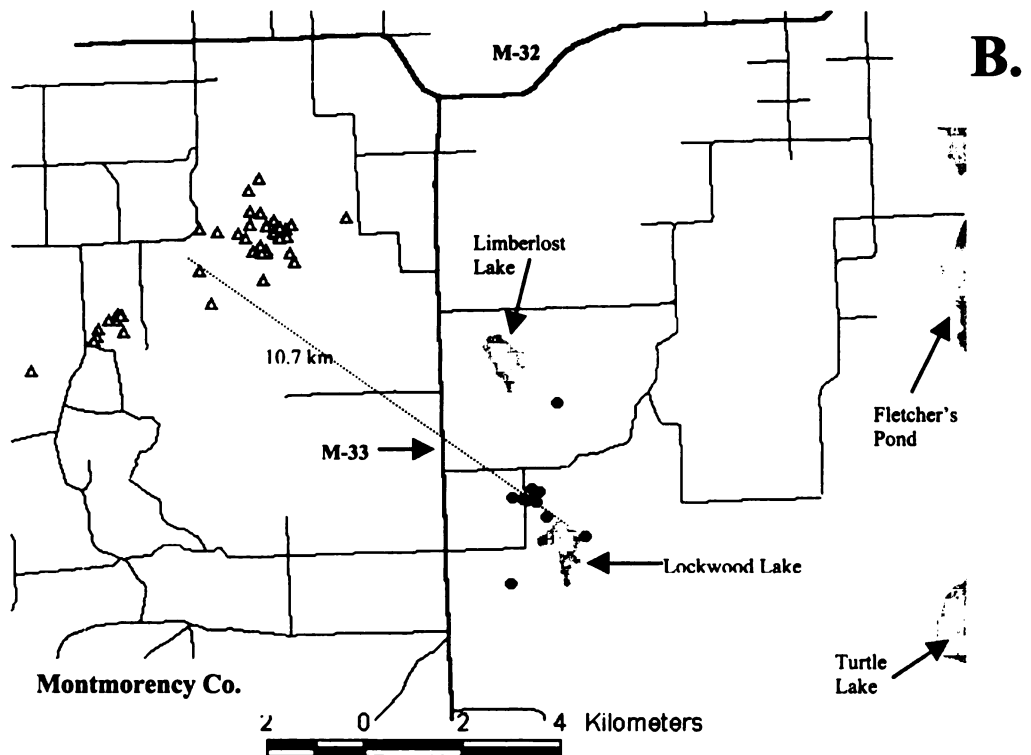 B.
M-32
Limberlost
Lake
10.7 km
Fletcher's
Pond
M-33
Lockwood Lake
Turtle
Lake
Montmorency Co.
2 0 2 4 Kilometers